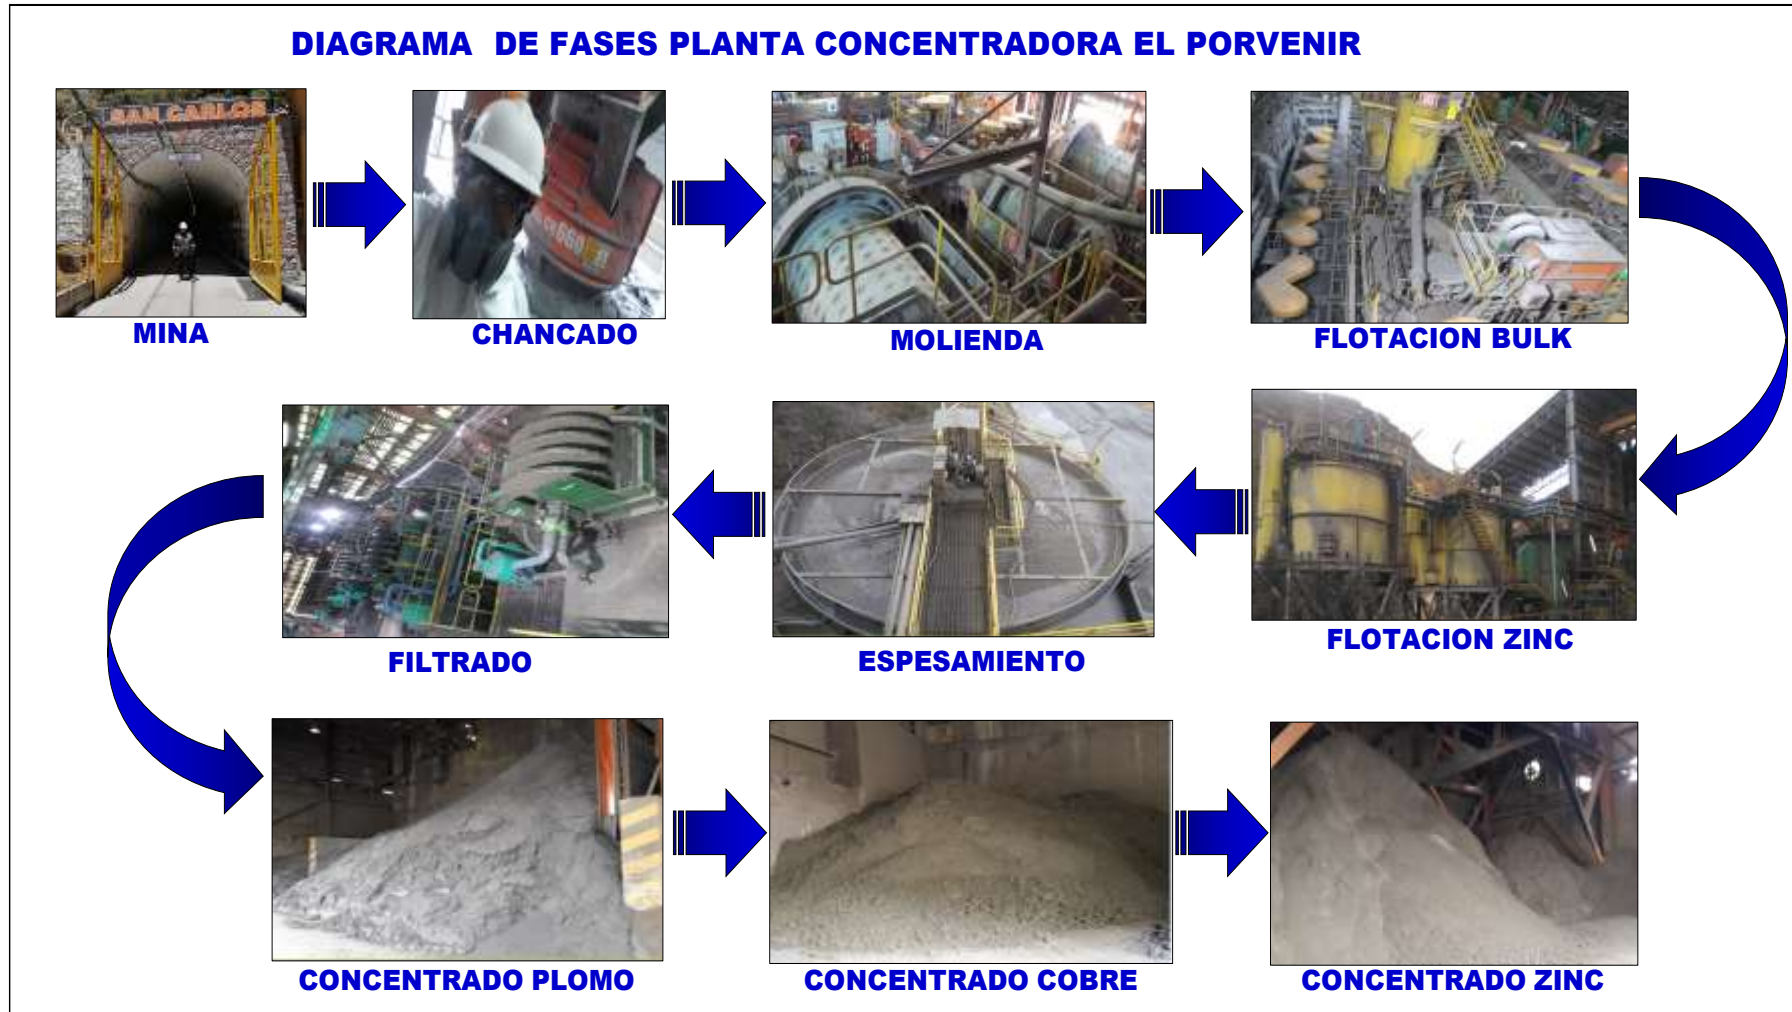 DIAGRAMA DE FASES PLANTA CONCENTRADORA EL PORVENIR
SAN CARLOS
MINA
CHANCADO
MOLIENDA
FLOTACION BULK
FILTRADO
ESPESAMIENTO
FLOTACION ZINC
CONCENTRADO PLOMO
CONCENTRADO COBRE
CONCENTRADO ZINC